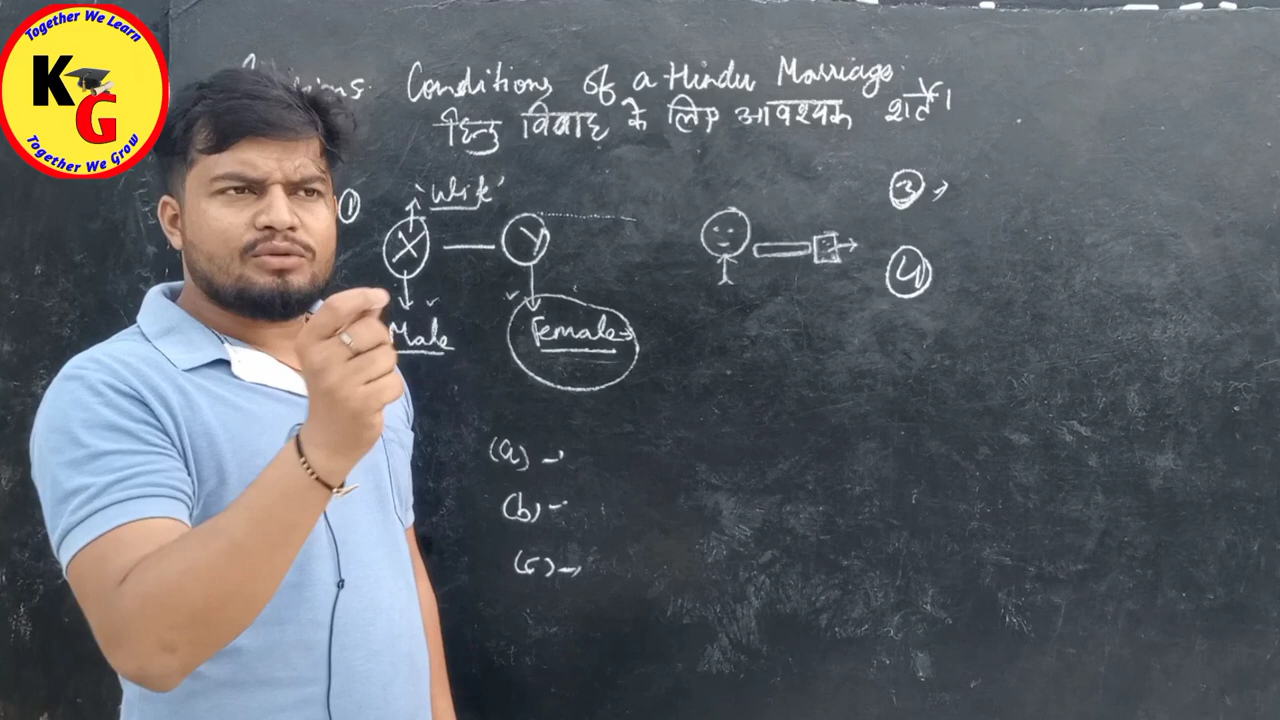 Together We Learn
KG
Together We Grow
Conditions of a Hindu Marriage.
हिन्दू विवाह के लिए आवश्यक शर्तें।
①
'Wife'
X
Y
③
④
Male
Female
(a) -
(b) -
(c) -